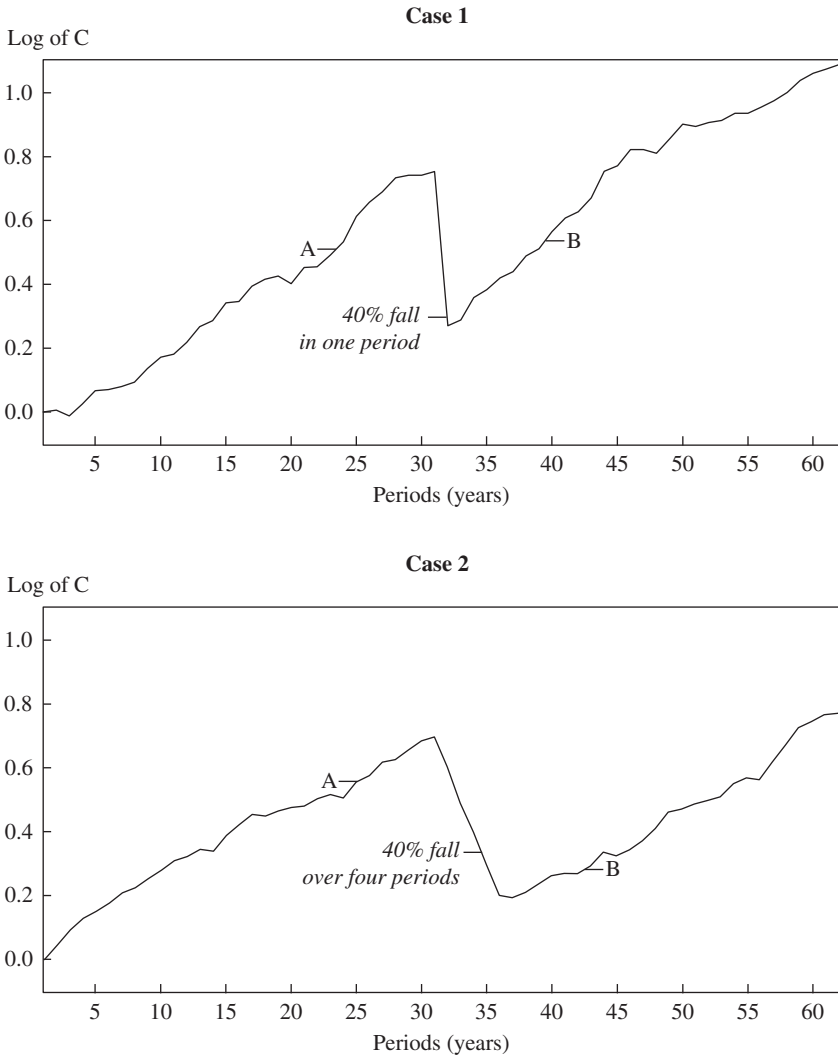 Case 1
Log of C
1.0
0.8
0.6
0.4
0.2
0.0
A
B
40% fall
in one period
5 10 15 20 25 30 35 40 45 50 55 60
Periods (years)
Case 2
Log of C
1.0
0.8
0.6
0.4
0.2
0.0
A
40% fall
over four periods
B
5 10 15 20 25 30 35 40 45 50 55 60
Periods (years)